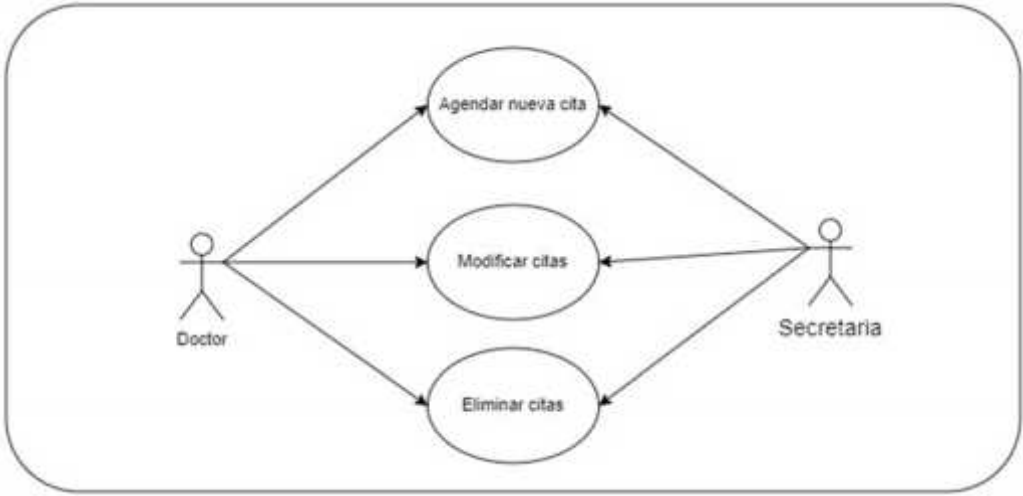 Agendar nueva cita
Modificar citas
Doctor
Secretaria
Eliminar citas